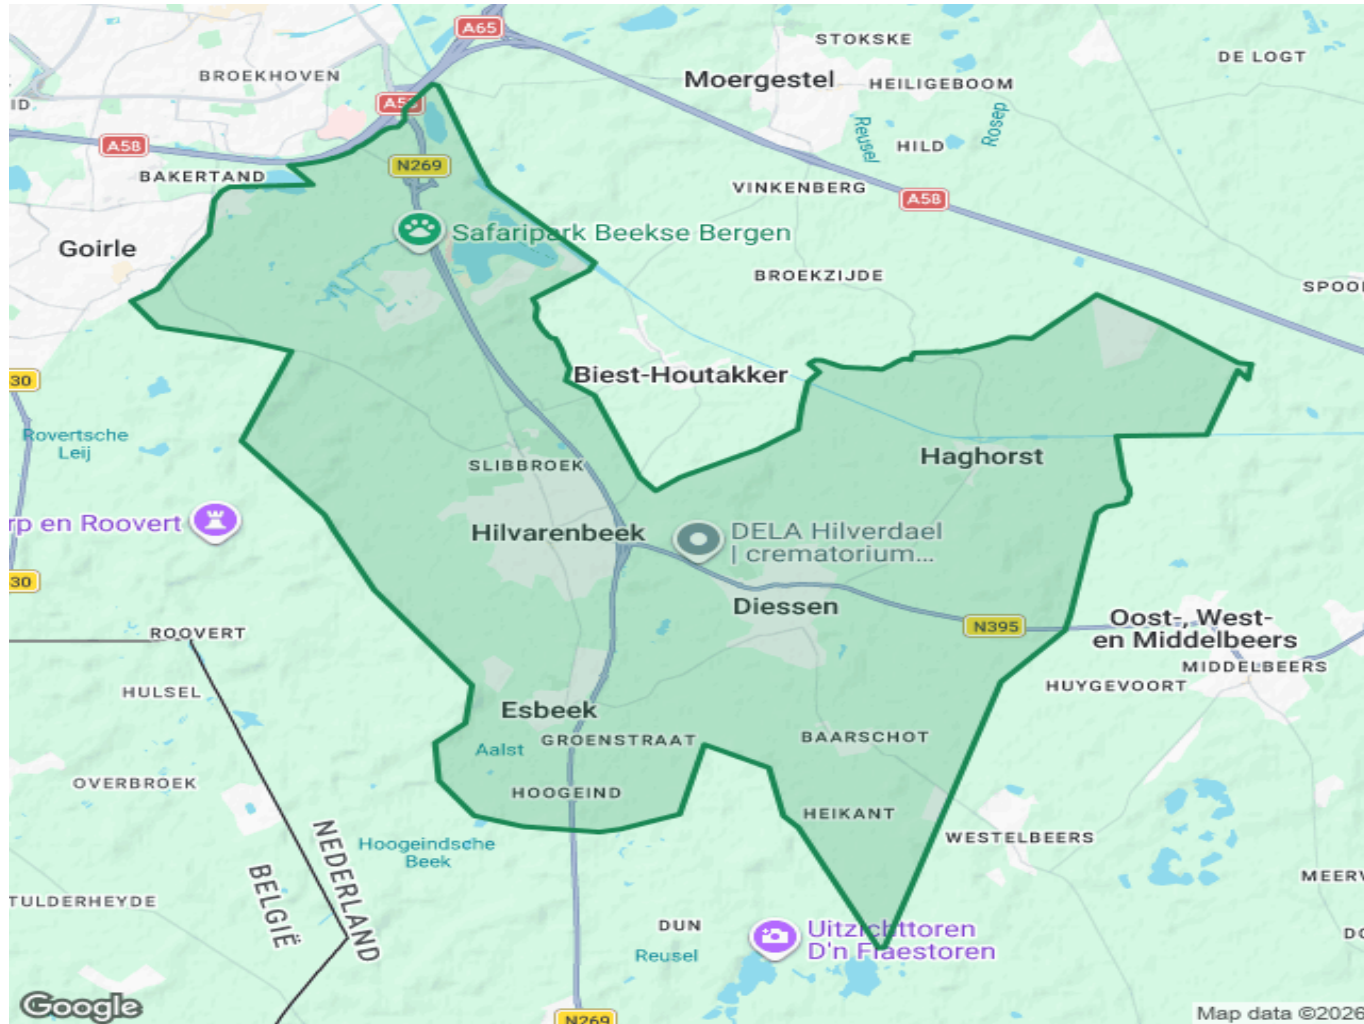 A65
STOKSKE
DE LOGT
BROEKHOVEN
Moergestel
HEILIGEBOOM
ID
A58
Rosep
Reusel
A58
HILD
N269
BAKERTAND
VINKENBERG
A58
Safaripark Beekse Bergen
Goirle
BROEKZIJDE
SPOO
Biest-Houtakker
30
Rovertsche
Leij
SLIBBROEK
Haghorst
rp en Roovert
Hilvarenbeek
DELA Hilverdael
| crematorium...
30
Diessen
Oost-, West-
en Middelbeers
N395
ROOVERT
MIDDELBEERS
HULSEL
HUYGEVOORT
Esbeek
GROENSTRAAT
BAARSCHOT
Aalst
OVERBROEK
HOOGEIND
HEIKANT
NEDERLAND
BELGIË
Hoogeindsche
Beek
WESTELBEERS
MEERV
TULDERHEYDE
DUN
Uitzichttoren
D'n Flaestoren
Reusel
Google
N269
Map data ©2026